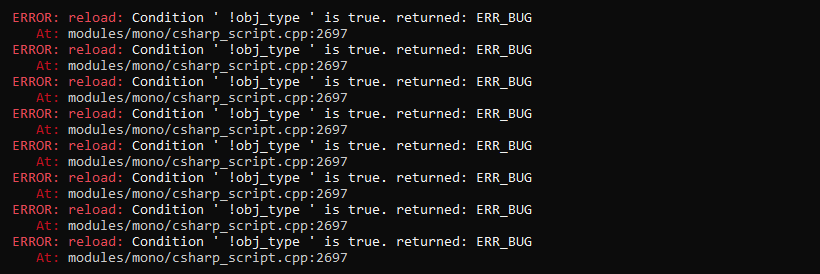 ERROR: reload: Condition ' !obj_type ' is true. returned: ERR_BUG
At: modules/mono/csharp_script.cpp:2697
ERROR: reload: Condition ' !obj_type ' is true. returned: ERR_BUG
At: modules/mono/csharp_script.cpp:2697
ERROR: reload: Condition ' !obj_type ' is true. returned: ERR_BUG
At: modules/mono/csharp_script.cpp:2697
ERROR: reload: Condition ' !obj_type ' is true. returned: ERR_BUG
At: modules/mono/csharp_script.cpp:2697
ERROR: reload: Condition ' !obj_type ' is true. returned: ERR_BUG
At: modules/mono/csharp_script.cpp:2697
ERROR: reload: Condition ' !obj_type ' is true. returned: ERR_BUG
At: modules/mono/csharp_script.cpp:2697
ERROR: reload: Condition ' !obj_type ' is true. returned: ERR_BUG
At: modules/mono/csharp_script.cpp:2697
ERROR: reload: Condition ' !obj_type ' is true. returned: ERR_BUG
At: modules/mono/csharp_script.cpp:2697